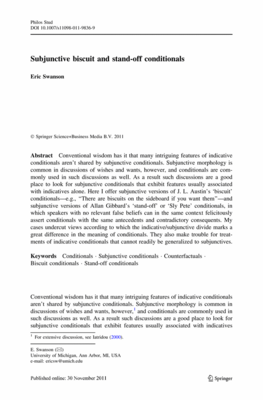 Philos Stud
DOI 10.1007/s11098-011-9836-9
Subjunctive biscuit and stand-off conditionals
Eric Swanson
© Springer Science+Business Media B.V. 2011
Abstract Conventional wisdom has it that many intriguing features of indicative
conditionals aren't shared by subjunctive conditionals. Subjunctive morphology is
common in discussions of wishes and wants, however, and conditionals are com-
monly used in such discussions as well. As a result such discussions are a good
place to look for subjunctive conditionals that exhibit features usually associated
with indicatives alone. Here I offer subjunctive versions of J. L. Austin's 'biscuit'
conditionals—e.g., "There are biscuits on the sideboard if you want them"—and
subjunctive versions of Allan Gibbard's 'stand-off' or 'Sly Pete' conditionals, in
which speakers with no relevant false beliefs can in the same context felicitously
assert conditionals with the same antecedents and contradictory consequents. My
cases undercut views according to which the indicative/subjunctive divide marks a
great difference in the meaning of conditionals. They also make trouble for treat-
ments of indicative conditionals that cannot readily be generalized to subjunctives.
Keywords Conditionals · Subjunctive conditionals · Counterfactuals ·
Biscuit conditionals · Stand-off conditionals
Conventional wisdom has it that many intriguing features of indicative conditionals
aren't shared by subjunctive conditionals. Subjunctive morphology is common in
discussions of wishes and wants, however,1 and conditionals are commonly used in
such discussions as well. As a result such discussions are a good place to look for
subjunctive conditionals that exhibit features usually associated with indicatives
1 For extensive discussion, see Iatridou (2000).
E. Swanson
University of Michigan, Ann Arbor, MI, USA
e-mail: ericsw@umich.edu
Published online: 30 November 2011
Springer